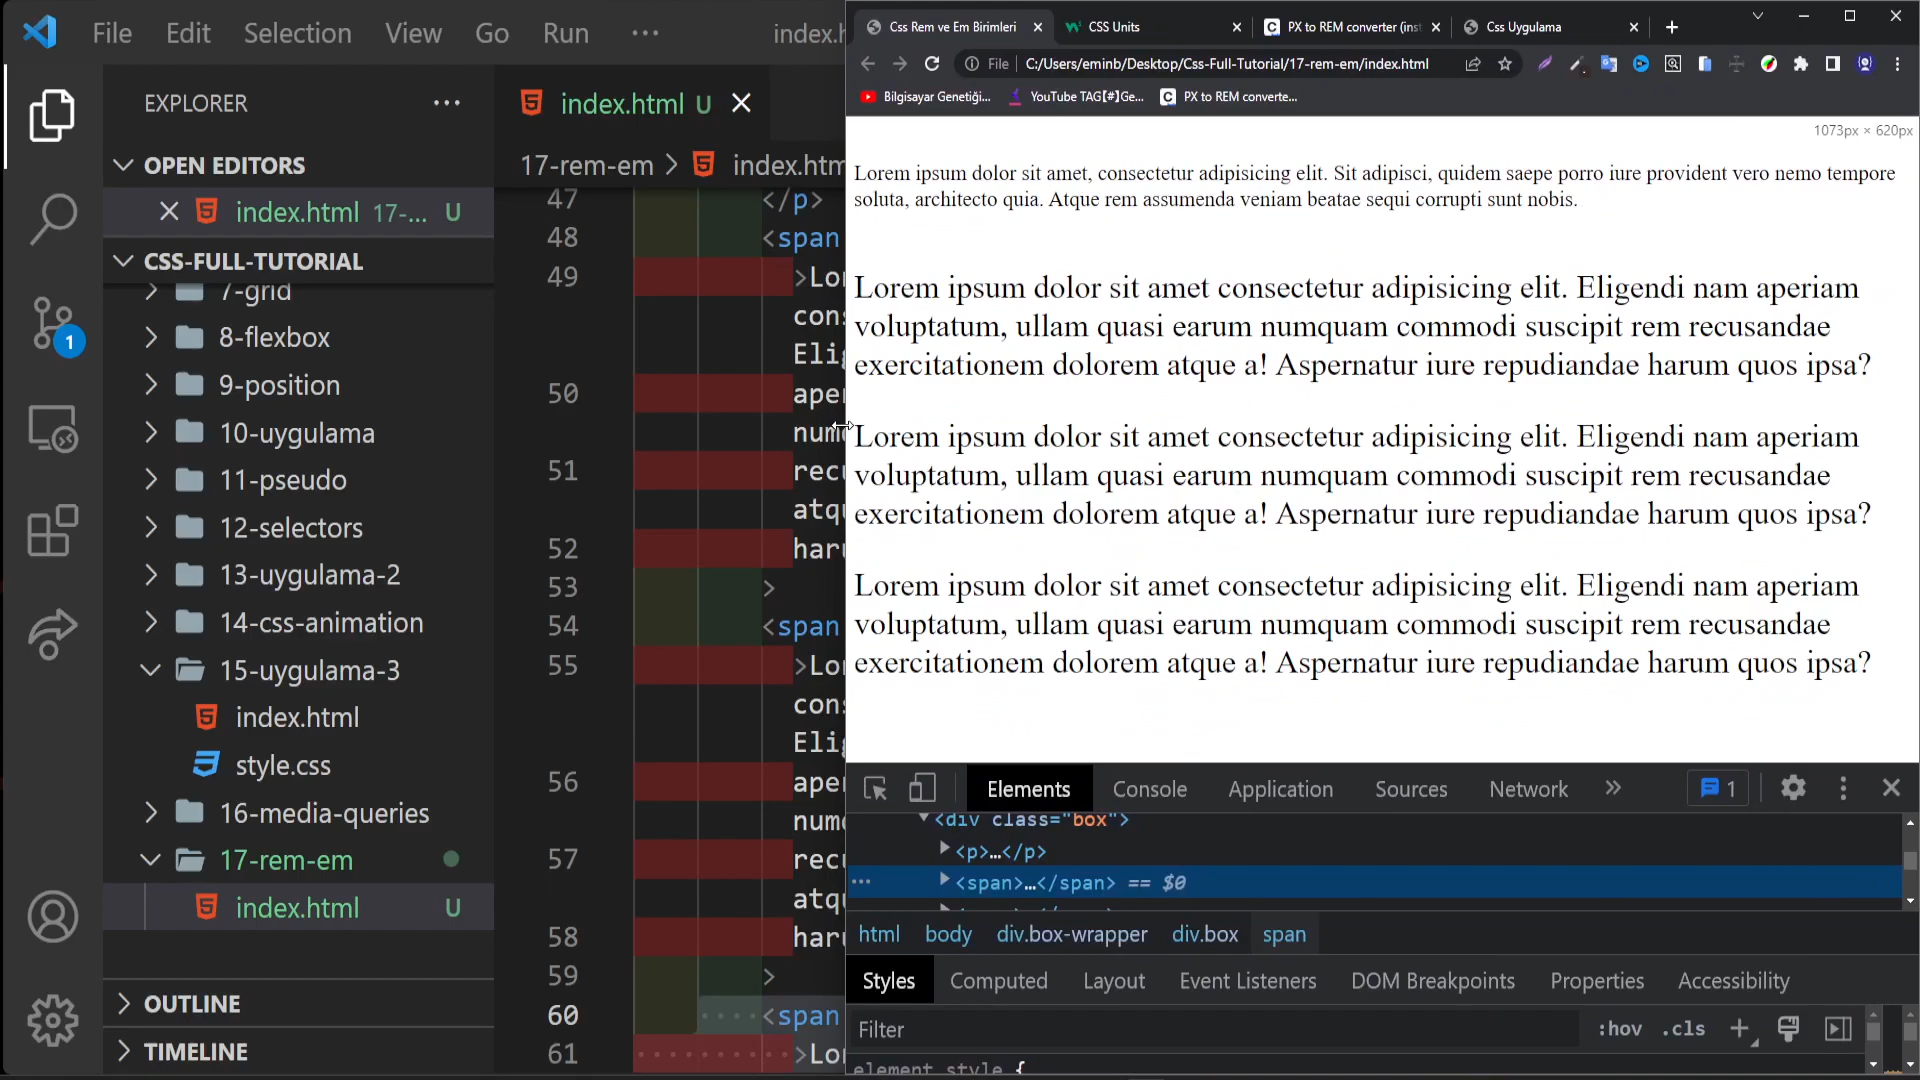 File Edit Selection View Go Run ··· index.h
EXPLORER ···
OPEN EDITORS
index.html 17-... U
CSS-FULL-TUTORIAL
7-grid
8-flexbox
9-position
10-uygulama
11-pseudo
12-selectors
13-uygulama-2
14-css-animation
15-uygulama-3
index.html
style.css
16-media-queries
17-rem-em
index.html U
OUTLINE
TIMELINE
1
index.html U
17-rem-em > index.htm
47 </p>
48 <span
49 >Lor
con
Eli
50 aper
num
51 recu
atq
52 haru
53 >
54 <span
55 >Lor
cons
Eli
56 aper
num
57 recu
atq
58 haru
59 >
60 <span
61 >Lor
Css Rem ve Em Birimleri CSS Units PX to REM converter (inst Css Uygulama
File C:/Users/eminb/Desktop/Css-Full-Tutorial/17-rem-em/index.html
Bilgisayar Genetiği... YouTube TAG【#】Ge... PX to REM converte...
1073px × 620px
Lorem ipsum dolor sit amet, consectetur adipisicing elit. Sit adipisci, quidem saepe porro iure provident vero nemo tempore
soluta, architecto quia. Atque rem assumenda veniam beatae sequi corrupti sunt nobis.
Lorem ipsum dolor sit amet consectetur adipisicing elit. Eligendi nam aperiam
voluptatum, ullam quasi earum numquam commodi suscipit rem recusandae
exercitationem dolorem atque a! Aspernatur iure repudiandae harum quos ipsa?
Lorem ipsum dolor sit amet consectetur adipisicing elit. Eligendi nam aperiam
voluptatum, ullam quasi earum numquam commodi suscipit rem recusandae
exercitationem dolorem atque a! Aspernatur iure repudiandae harum quos ipsa?
Lorem ipsum dolor sit amet consectetur adipisicing elit. Eligendi nam aperiam
voluptatum, ullam quasi earum numquam commodi suscipit rem recusandae
exercitationem dolorem atque a! Aspernatur iure repudiandae harum quos ipsa?
Elements Console Application Sources Network » 1
<div class="box">
<p>…</p>
<span>…</span> == $0
html body div.box-wrapper div.box span
Styles Computed Layout Event Listeners DOM Breakpoints Properties Accessibility
Filter :hov .cls +
element.style {